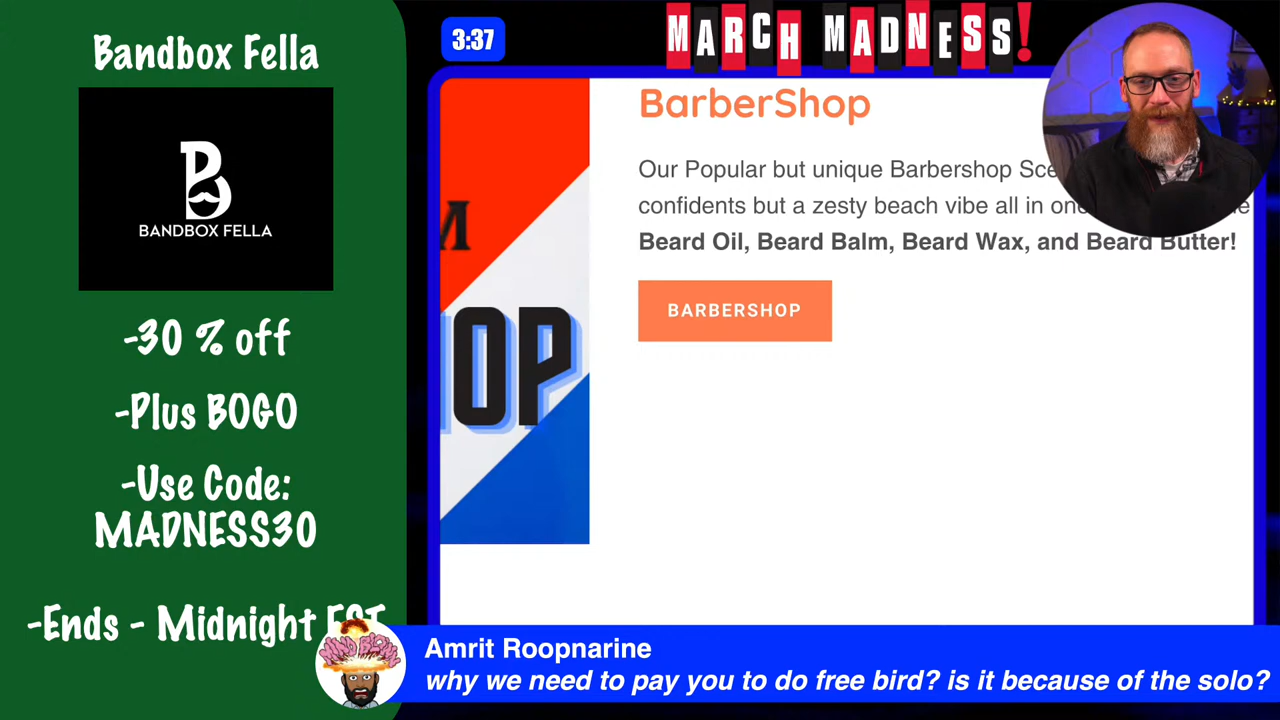 Bandbox Fella
B
BANDBOX FELLA
-30 % off
-Plus BOGO
-Use Code:
MADNESS30
-Ends - Midnight EST
3:37
MARCH MADNESS!
M
OP
BarberShop
Our Popular but unique Barbershop
confidents but a zesty beach vibe all in
Beard Oil, Beard Balm, Beard Wax, and Beard Butter!
BARBERSHOP
MIND BLOWN
Amrit Roopnarine
why we need to pay you to do free bird? is it because of the solo?